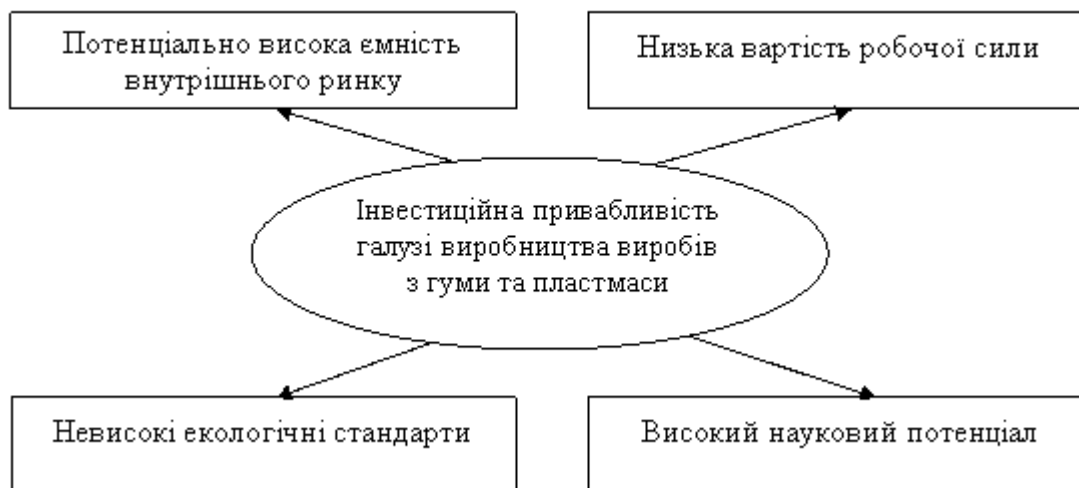 Потенціально висока ємність
внутрішнього ринку
Низька вартість робочої сили
Інвестиційна привабливість
галузі виробництва виробів
з гуми та пластмаси
Невисокі екологічні стандарти
Високий науковий потенціал